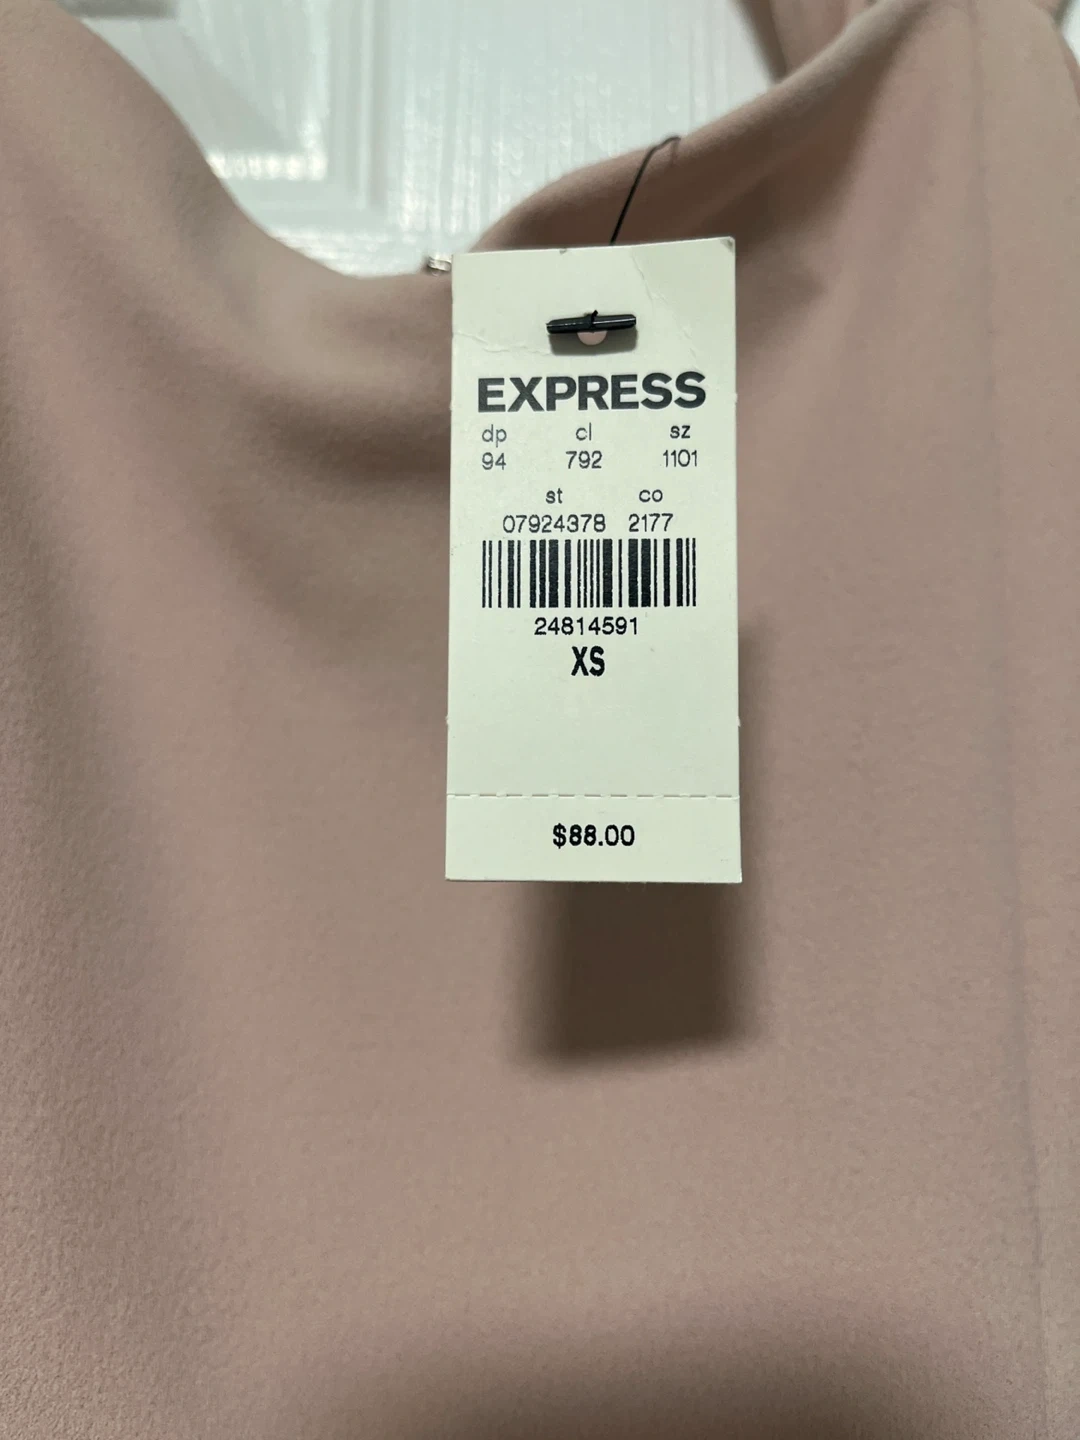 EXPRESS
dp cl sz
94 792 1101
st co
07924378 2177
24814591
XS
$88.00